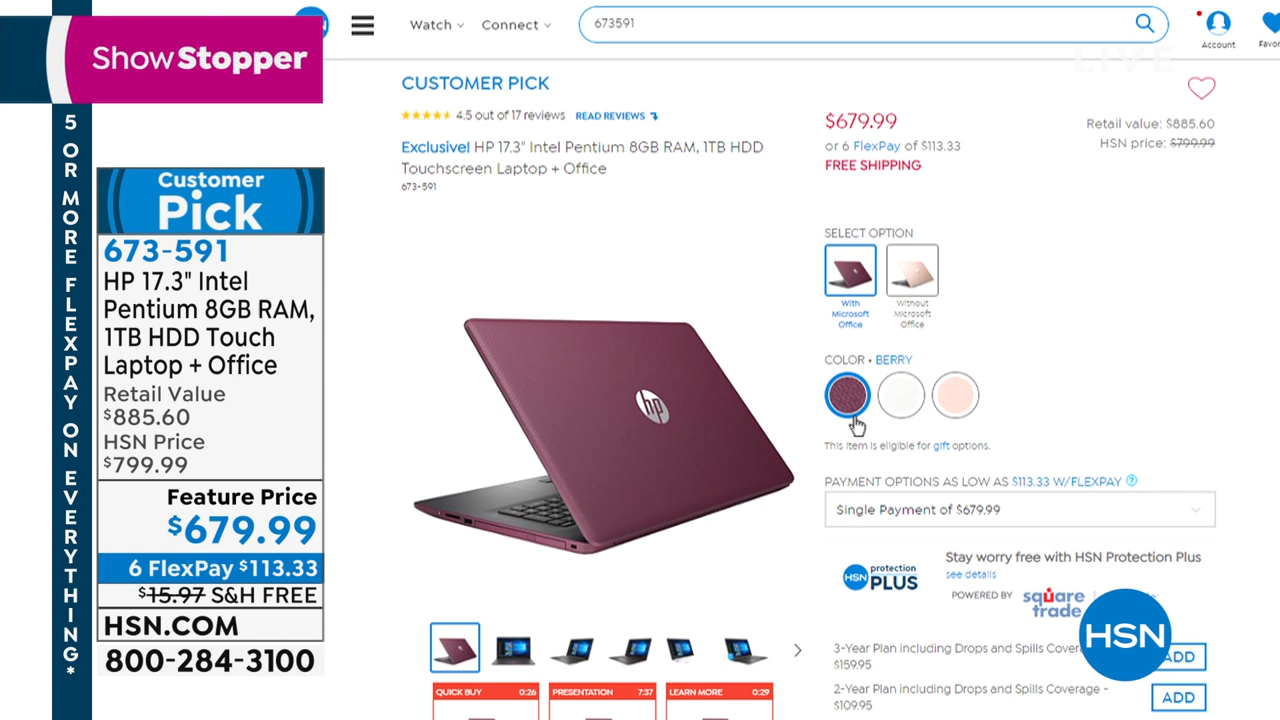 ShowStopper
5 OR MORE FLEXPAY ON EVERYTHING*
Customer
Pick
673-591
HP 17.3" Intel
Pentium 8GB RAM,
1TB HDD Touch
Laptop + Office
Retail Value
$885.60
HSN Price
$799.99
Feature Price
$679.99
6 FlexPay $113.33
$15.97 S&H FREE
HSN.COM
800-284-3100
Watch
Connect
673591
Account
Favor
LIVE
CUSTOMER PICK
4.5 out of 17 reviews READ REVIEWS
Exclusive! HP 17.3" Intel Pentium 8GB RAM, 1TB HDD
Touchscreen Laptop + Office
673-591
hp
QUICK BUY 0:26
PRESENTATION 7:37
LEARN MORE 0:29
$679.99
or 6 FlexPay of $113.33
FREE SHIPPING
Retail value: $885.60
HSN price: $799.99
SELECT OPTION
With
Microsoft
Office
Without
Microsoft
Office
COLOR • BERRY
This item is eligible for gift options.
PAYMENT OPTIONS AS LOW AS $113.33 W/FLEXPAY ?
Single Payment of $679.99
HSN protection
PLUS
Stay worry free with HSN Protection Plus
see details
POWERED BY square
trade
HSN
3-Year Plan including Drops and Spills Cover
$159.95
ADD
2-Year Plan including Drops and Spills Coverage -
$109.95
ADD